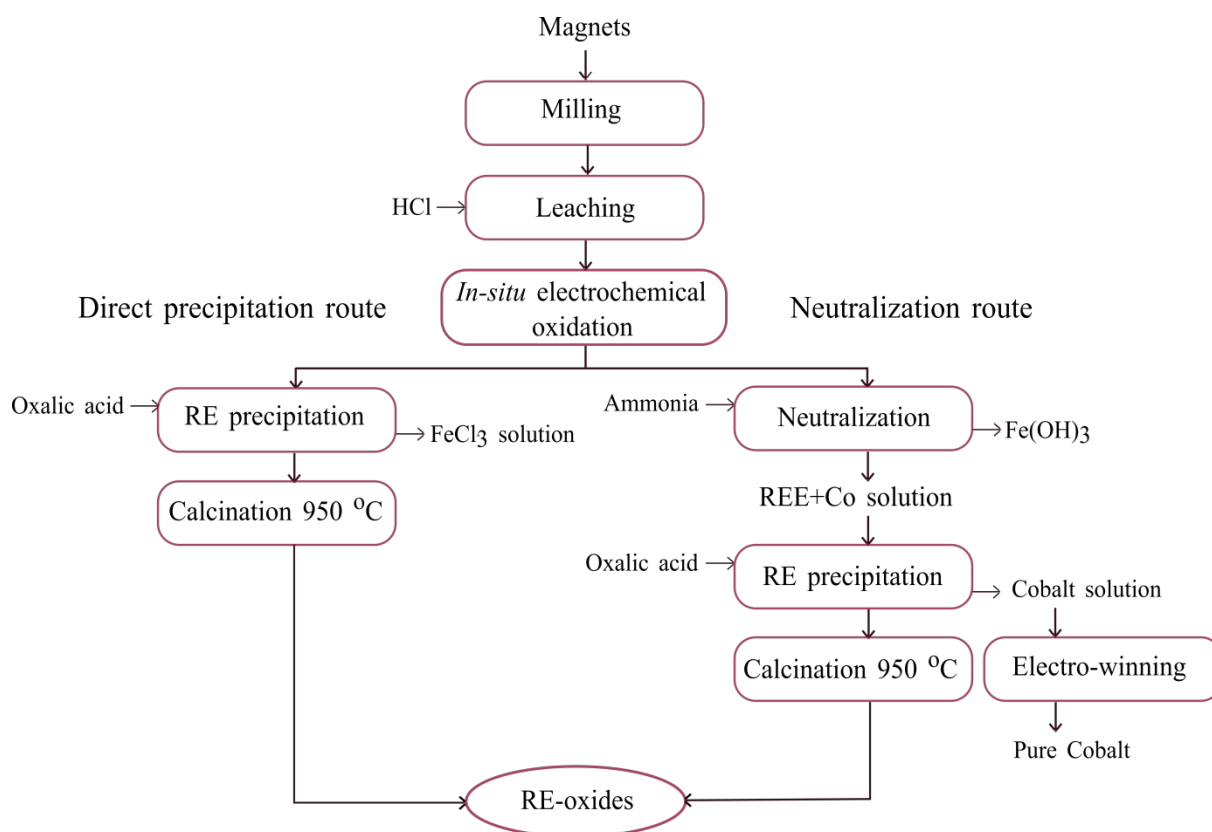 Magnets
Milling
HCl
Leaching
Direct precipitation route
In-situ electrochemical
oxidation
Neutralization route
Oxalic acid
RE precipitation
FeCl3 solution
Calcination 950 °C
Ammonia
Neutralization
Fe(OH)3
REE+Co solution
Oxalic acid
RE precipitation
Cobalt solution
Calcination 950 °C
Electro-winning
Pure Cobalt
RE-oxides